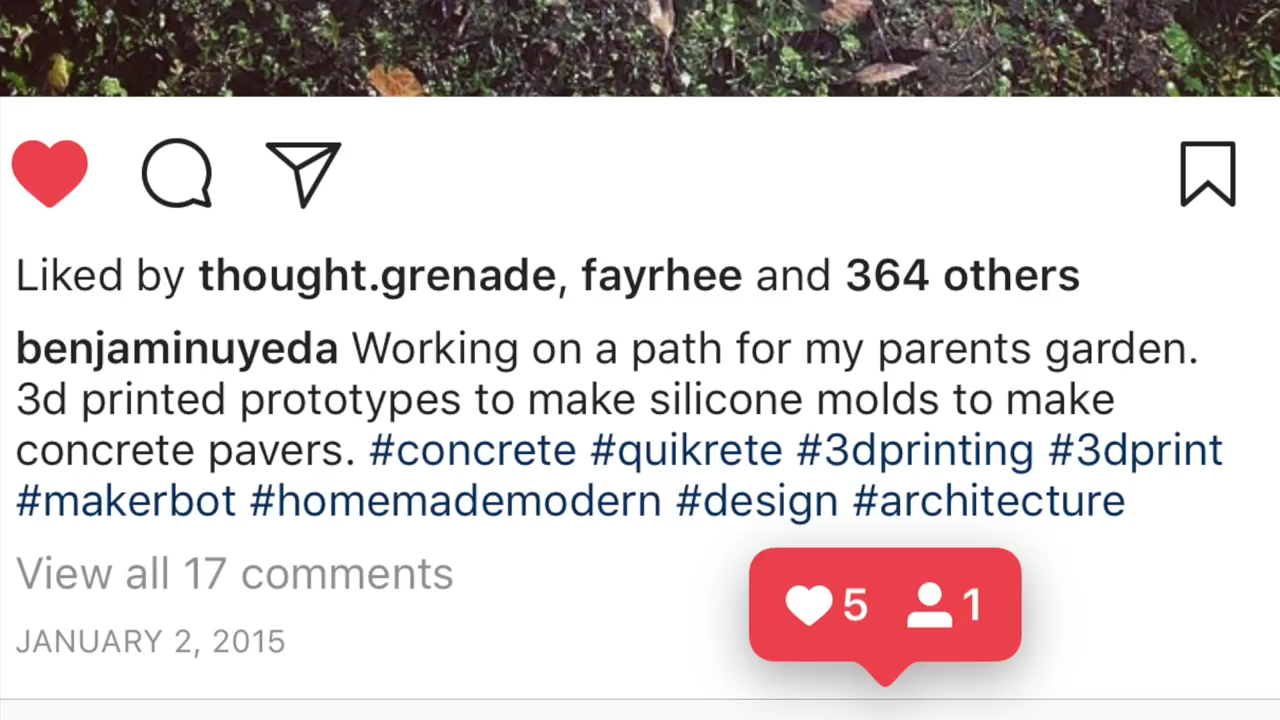 Liked by thought.grenade, fayrhee and 364 others
benjaminuyeda Working on a path for my parents garden.
3d printed prototypes to make silicone molds to make
concrete pavers. #concrete #quikrete #3dprinting #3dprint
#makerbot #homemademodern #design #architecture
View all 17 comments
5 1
JANUARY 2, 2015